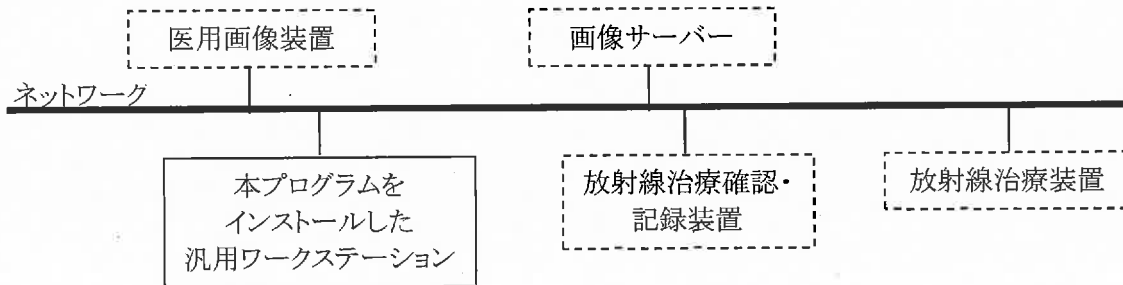 医用画像装置
画像サーバー
ネットワーク
本プログラムを
インストールした
汎用ワークステーション
放射線治療確認・
記録装置
放射線治療装置